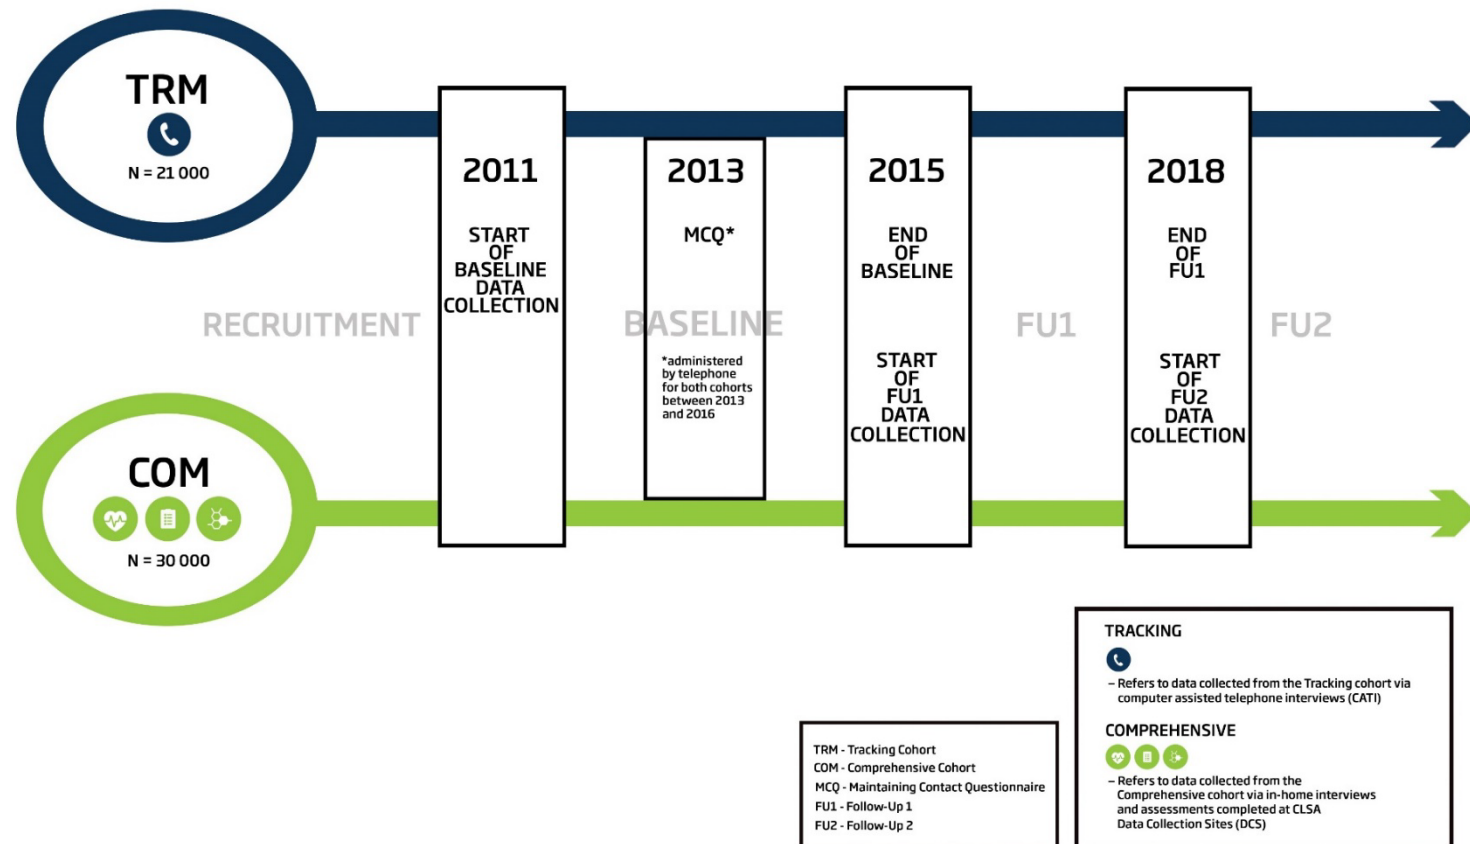 TRM
N = 21 000
2011
START
OF
BASELINE
DATA
COLLECTION
2013
MCQ*
*administered
by telephone
for both cohorts
between 2013
and 2016
2015
END
OF
BASELINE
START
OF
FU1
DATA
COLLECTION
2018
END
OF
FU1
START
OF
FU2
DATA
COLLECTION
RECRUITMENT
BASELINE
FU1
FU2
COM
N = 30 000
TRM - Tracking Cohort
COM - Comprehensive Cohort
MCQ - Maintaining Contact Questionnaire
FU1 - Follow-Up 1
FU2 - Follow-Up 2
TRACKING
– Refers to data collected from the Tracking cohort via
computer assisted telephone interviews (CATI)
COMPREHENSIVE
– Refers to data collected from the
Comprehensive cohort via in-home interviews
and assessments completed at CLSA
Data Collection Sites (DCS)